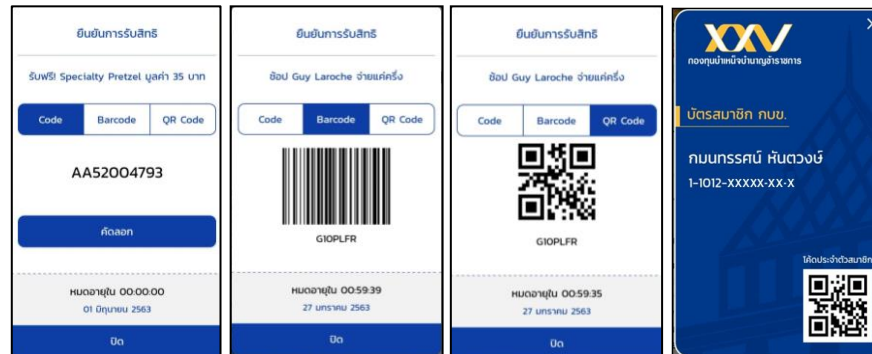 ยืนยันการรับสิทธิ
รับฟรี! Specialty Pretzel มูลค่า 35 บาท
Code
Barcode
QR Code
AA52004793
คัดลอก
หมดอายุใน 00:00:00
01 มิถุนายน 2563
ปิด
ยืนยันการรับสิทธิ
ช้อป Guy Laroche จ่ายแค่ครึ่ง
Code
Barcode
QR Code
G10PLFR
หมดอายุใน 00:59:39
27 มกราคม 2563
ปิด
ยืนยันการรับสิทธิ
ช้อป Guy Laroche จ่ายแค่ครึ่ง
Code
Barcode
QR Code
G10PLFR
หมดอายุใน 00:59:35
27 มกราคม 2563
ปิด
XXV
กองทุนบำเหน็จบำนาญข้าราชการ
บัตรสมาชิก กบข.
กมนทรรศน์ หันตวงษ์
1-1012-XXXXX-XX-X
โค้ดประจำตัวสมาชิก